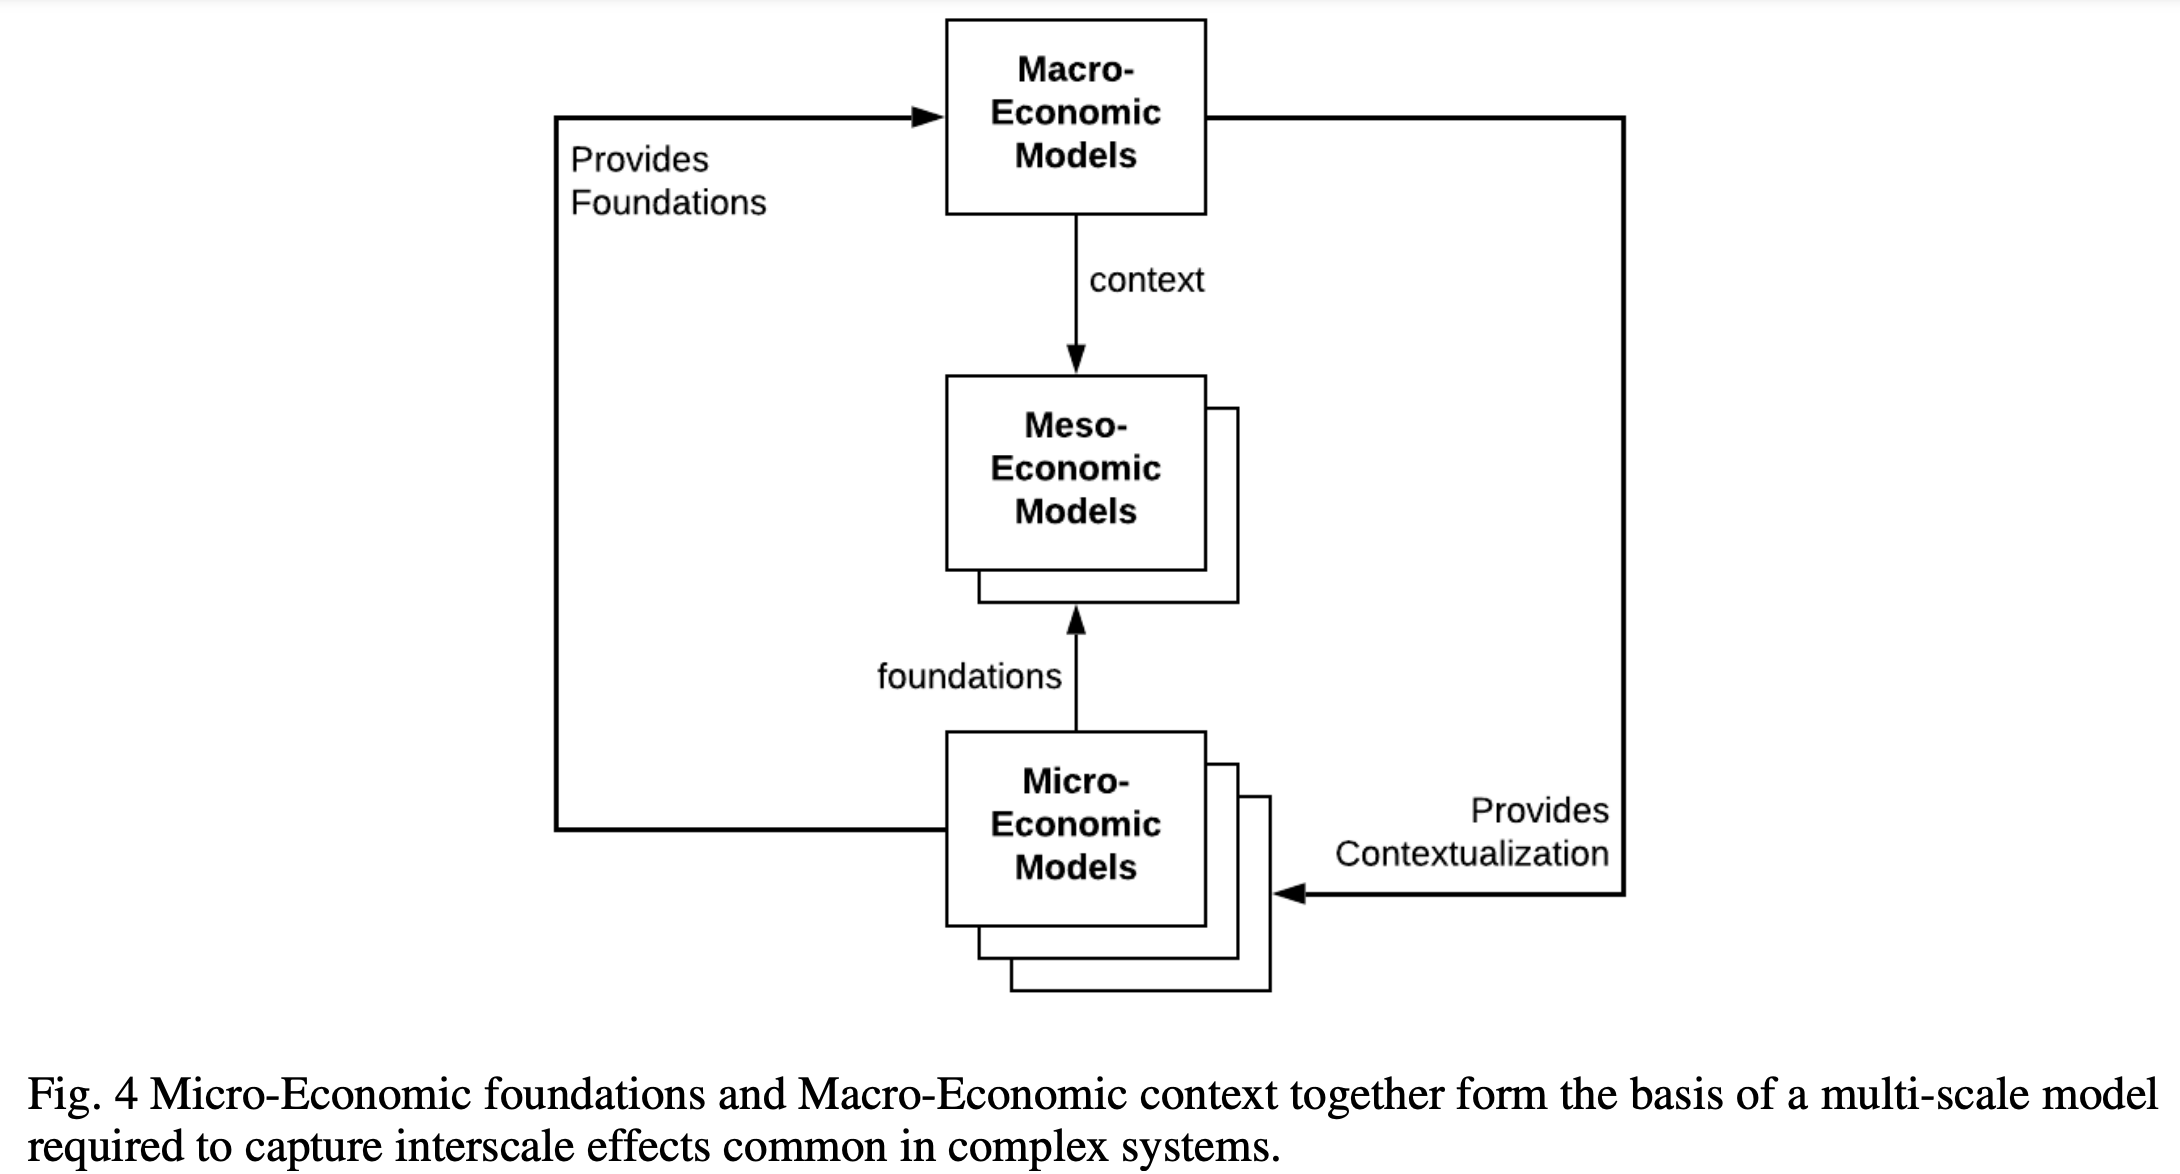 Macro-
Economic
Models
Provides
Foundations
context
Meso-
Economic
Models
foundations
Micro-
Economic
Models
Provides
Contextualization
Fig. 4 Micro-Economic foundations and Macro-Economic context together form the basis of a multi-scale model
required to capture interscale effects common in complex systems.